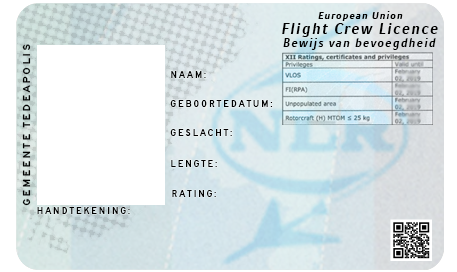 European Union
Flight Crew Licence
Bewijs van bevoegdheid
GEMEENTE TEDEAPOLIS
NAAM:
GEBOORTEDATUM:
GESLACHT:
LENGTE:
RATING:
HANDTEKENING:
XII Ratings, certificates and privileges
Privileges Valid until
VLOS February 02, 2019
FI(RPA) February 02, 2019
Unpopulated area February 02, 2019
Rotorcraft (H) MTOM ≤ 25 kg February 02, 2019
NLR